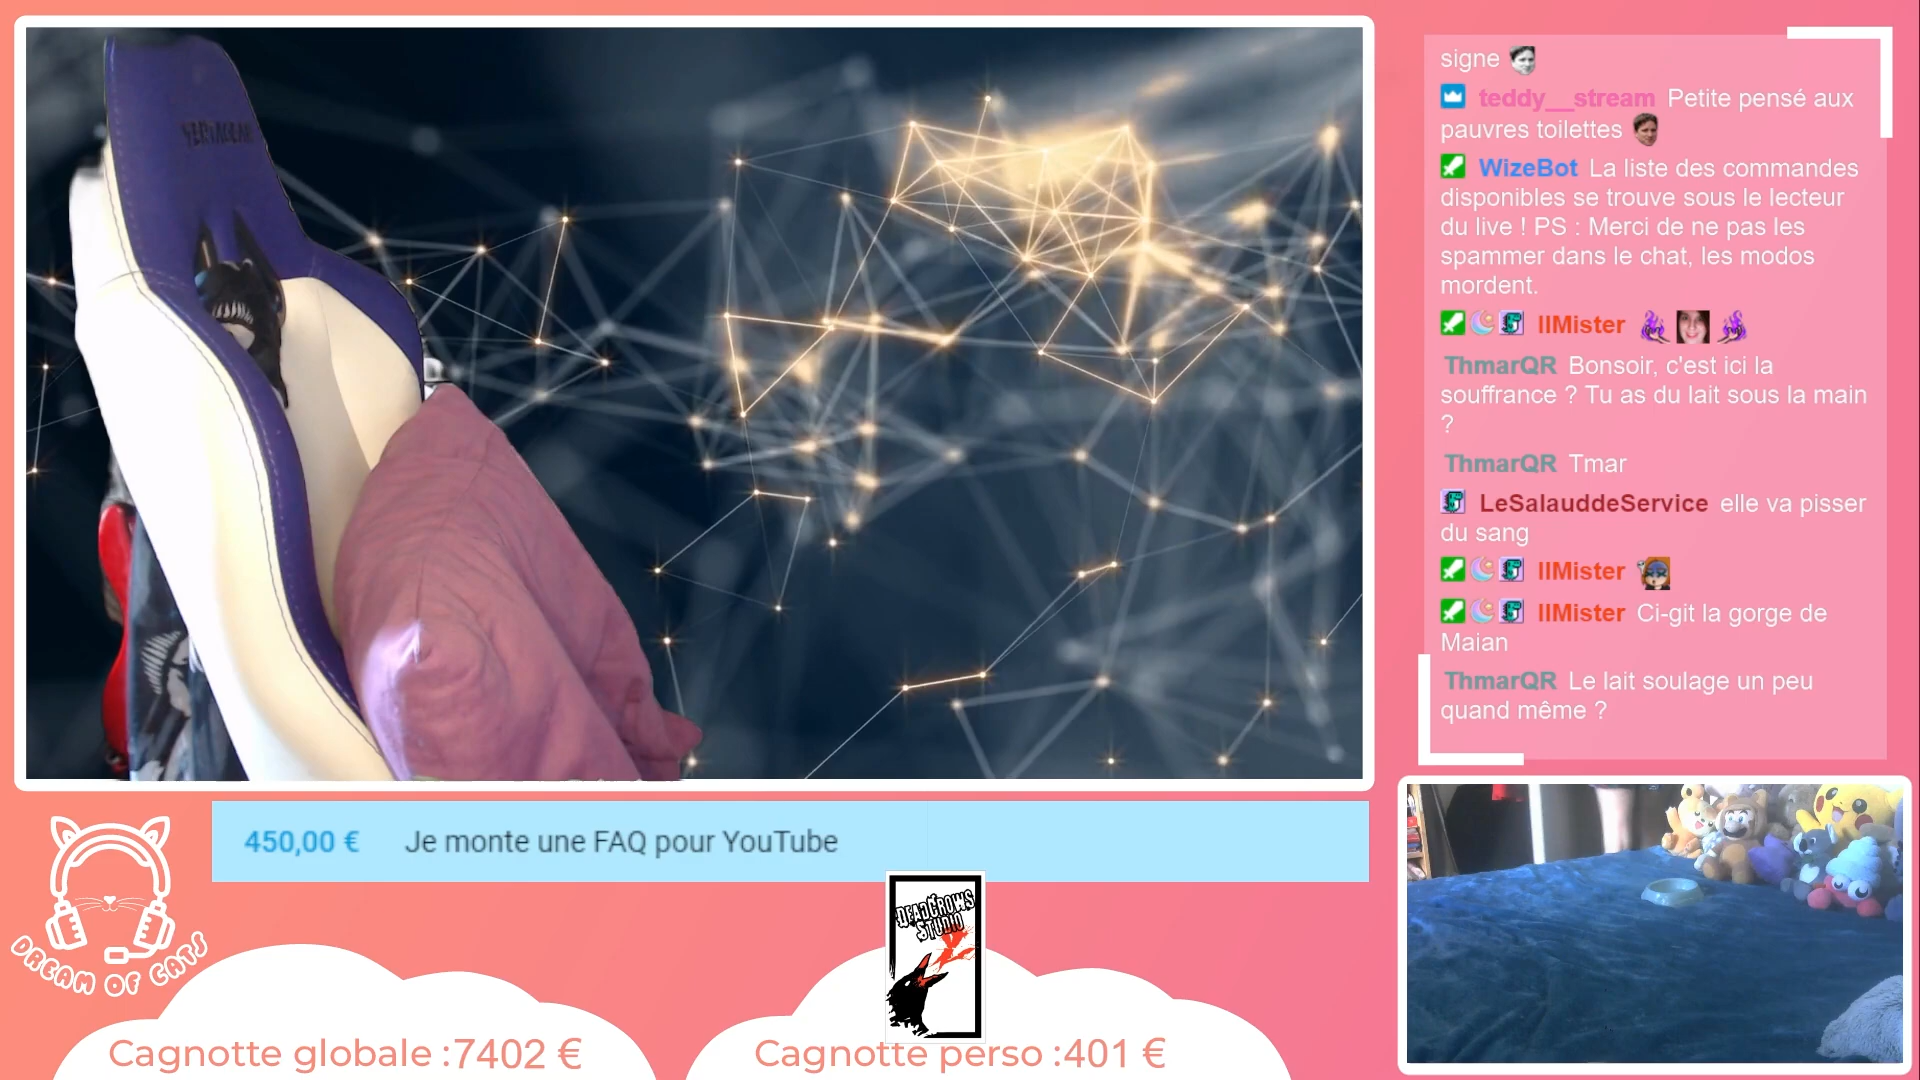 VERTAGEAR
signe
teddy__stream Petite pensé aux
pauvres toilettes
WizeBot La liste des commandes
disponibles se trouve sous le lecteur
du live ! PS : Merci de ne pas les
spammer dans le chat, les modos
mordent.
IIMister
ThmarQR Bonsoir, c'est ici la
souffrance ? Tu as du lait sous la main
?
ThmarQR Tmar
LeSalauddeService elle va pisser
du sang
IIMister
IIMister Ci-git la gorge de
Maian
ThmarQR Le lait soulage un peu
quand même ?
450,00 € Je monte une FAQ pour YouTube
DREAM OF CATS
DEADCROWS
STUDIO
Cagnotte globale :7402 €
Cagnotte perso :401 €